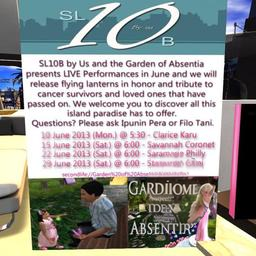 SL
10
By us
B
SL10B by Us and the Garden of Absentia
presents LIVE Performances in June and we will
release flying lanterns in honor and tribute to
cancer survivors and loved ones that have
passed on. We welcome you to discover all this
island paradise has to offer.
Questions? Please ask Ipunin Pera or Filo Tani.
10 June 2013 (Mon.) @ 5:30 - Clarice Karu
15 June 2013 (Sat.) @ 6:00 - Savannah Coronet
22 June 2013 (Sat.) @ 6:00 - Saramarie Philly
29 June 2013 (Sat.) @ 6:00 -
ABSENTIA